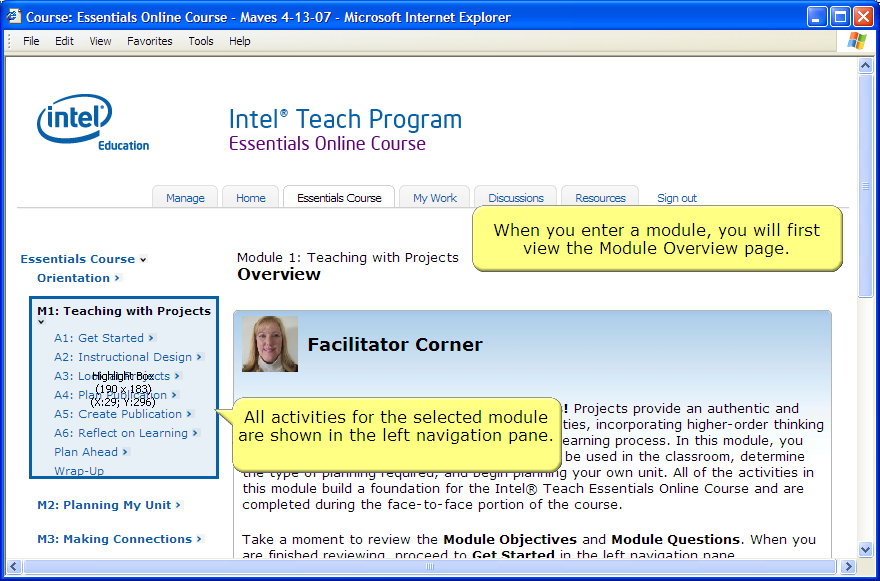 Course: Essentials Online Course - Maves 4-13-07 - Microsoft Internet Explorer
File Edit View Favorites Tools Help
intel®
Education
Intel® Teach Program
Essentials Online Course
Manage Home Essentials Course My Work Discussions Resources Sign out
When you enter a module, you will first
view the Module Overview page.
Essentials Course
Orientation
M1: Teaching with Projects
A1: Get Started
A2: Instructional Design
A3: Projects
A4: Plan Publication
A5: Create Publication
A6: Reflect on Learning
Plan Ahead
Wrap-Up
Highlight Box
(190 x 183)
(X:29; Y:296)
M2: Planning My Unit
M3: Making Connections
Module 1: Teaching with Projects
Overview
Facilitator Corner
All activities for the selected module
are shown in the left navigation pane.
! Projects provide an authentic and
ties, incorporating higher-order thinking
earning process. In this module, you
be used in the classroom, determine
the type of planning required, and begin planning your own unit. All of the activities in
this module build a foundation for the Intel® Teach Essentials Online Course and are
completed during the face-to-face portion of the course.
Take a moment to review the Module Objectives and Module Questions. When you
are finished reviewing, proceed to Get Started in the left navigation pane.